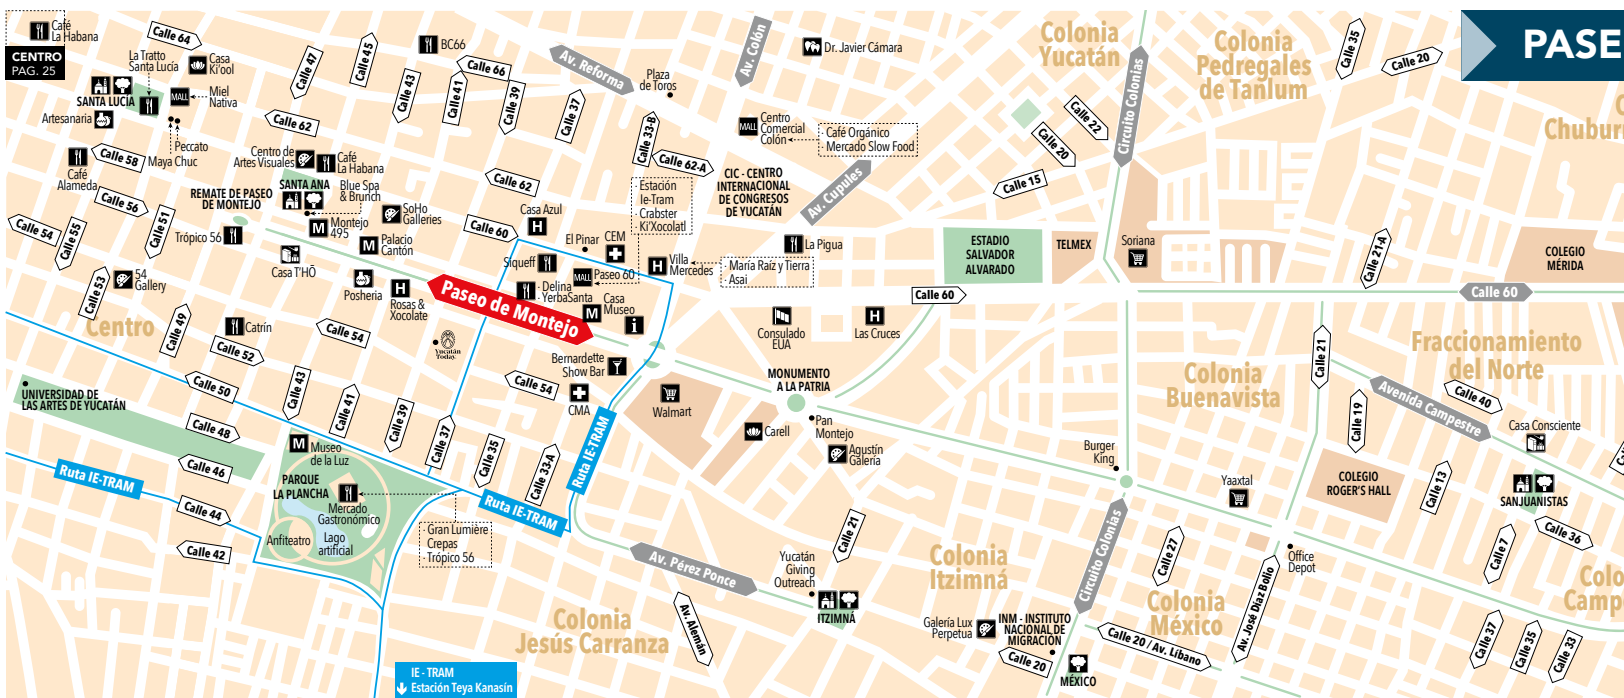 Café
La Habana
CENTRO
PAG. 25
Calle 64
La Tratto
Santa Lucía
Casa
Ki'ool
SANTA LUCÍA
MALL
Miel
Nativa
Artesanaria
Peccato
Maya Chuc
Calle 47
Calle 45
Calle 43
BC66
Calle 66
Calle 41
Calle 39
Calle 37
Av. Reforma
Plaza
de Toros
Av. Colón
Dr. Javier Cámara
Colonia
Yucatán
Circuito Colonias
Colonia
Pedregales
de Tanlum
Calle 35
Calle 20
PASE
Chubur
Calle 62
Calle 58
Café
Alameda
Calle 56
Centro de
Artes Visuales
Café
La Habana
SANTA ANA
Blue Spa
& Brunch
REMATE DE PASEO
DE MONTEJO
Calle 33-B
Calle 62-A
MALL
Centro
Comercial
Colón
· Café Orgánico
· Mercado Slow Food
Calle 22
Calle 20
Calle 15
Calle 62
CIC - CENTRO
INTERNACIONAL
DE CONGRESOS
DE YUCATÁN
Av. Cupules
· Estación
Ie-Tram
· Crabster
Ki'Xocolatl
Calle 54
Calle 55
Calle 51
Trópico 56
M
Montejo
495
SoHo
Galleries
M
Palacio
Cantón
Calle 60
Casa Azul
H
El Pinar
CEM
Siqueff
MALL
Paseo 60
H
Villa
Mercedes
La Pigua
· María Raíz y Tierra
· Asai
ESTADIO
SALVADOR
ALVARADO
TELMEX
Soriana
Calle 21-A
COLEGIO
MÉRIDA
Calle 53
54
Gallery
Casa T'HŌ
Posheria
H
Rosas &
Xocolate
Paseo de Montejo
· Delina
· YerbaSanta
M
Casa
Museo
i
Calle 60
Calle 60
Centro
Calle 49
Catrín
Calle 52
Calle 54
Yucatán
Today
Consulado
EUA
H
Las Cruces
Calle 21
Fraccionamiento
del Norte
UNIVERSIDAD DE
LAS ARTES DE YUCATÁN
Calle 50
Calle 43
Calle 41
Calle 39
Calle 37
Calle 54
Bernardette
Show Bar
CMA
Walmart
MONUMENTO
A LA PATRIA
Colonia
Buenavista
Avenida Campestre
Calle 40
Calle 19
Casa Consciente
Calle 48
Calle 46
M
Museo
de la Luz
Calle 35
Calle 33-A
Ruta IE-TRAM
Carell
Pan
Montejo
Agustín
Galería
Burger
King
Yaaxtal
COLEGIO
ROGER'S HALL
Calle 13
SANJUANISTAS
Ruta IE-TRAM
PARQUE
LA PLANCHA
Mercado
Gastronómico
Anfiteatro
Lago
artificial
Ruta IE-TRAM
· Gran Lumière
Crepas
· Trópico 56
Calle 44
Calle 42
Av. Pérez Ponce
Calle 21
Yucatán
Giving
Outreach
ITZIMNÁ
Colonia
Itzimná
Circuito Colonias
Calle 27
Av. José Díaz Bolio
Office
Depot
Calle 7
Calle 36
Colo
Camp
Colonia
Jesús Carranza
Av. Alemán
Galería Lux
Perpetua
INM - INSTITUTO
NACIONAL DE
MIGRACIÓN
Calle 20
MÉXICO
Colonia
México
Calle 20 / Av. Líbano
Calle 37
Calle 35
Calle 33
IE - TRAM
Estación Teya Kanasín